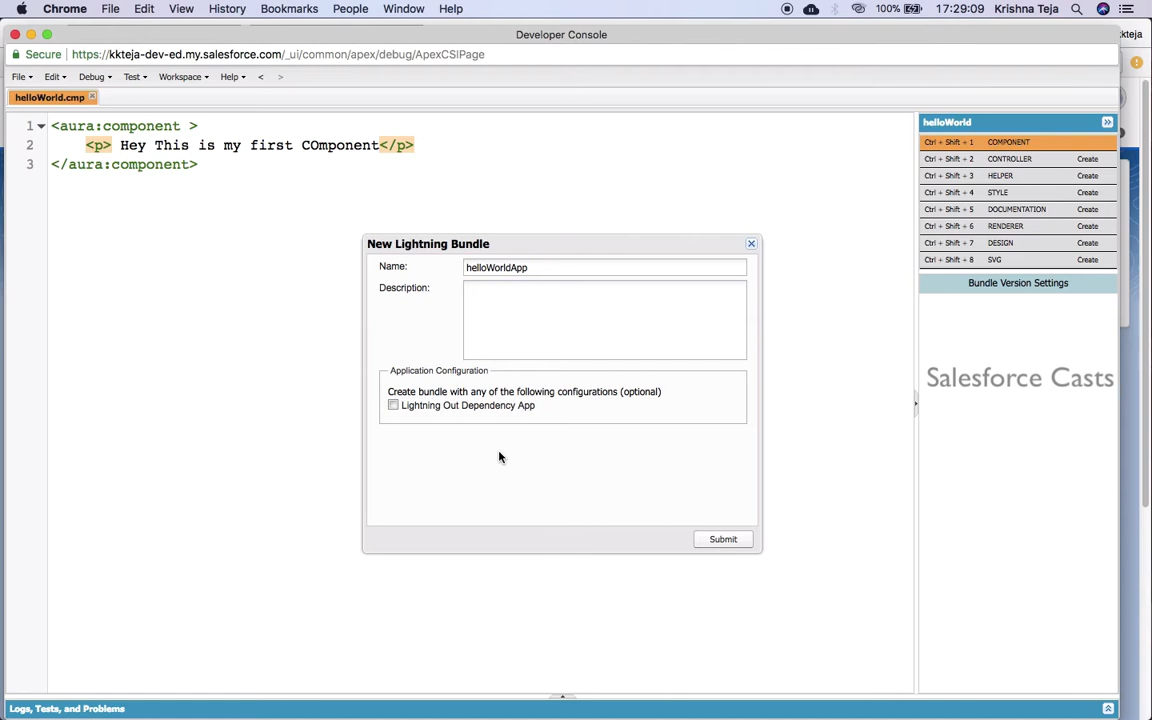 Chrome File Edit View History Bookmarks People Window Help 100% 17:29:09 Krishna Teja
Developer Console
kteja
Secure https://kkteja-dev-ed.my.salesforce.com/_ui/common/apex/debug/ApexCSIPage
File Edit Debug Test Workspace Help < >
helloWorld.cmp
1 <aura:component >
2 <p> Hey This is my first COmponent</p>
3 </aura:component>
helloWorld
Ctrl + Shift + 1 COMPONENT
Ctrl + Shift + 2 CONTROLLER Create
Ctrl + Shift + 3 HELPER Create
Ctrl + Shift + 4 STYLE Create
Ctrl + Shift + 5 DOCUMENTATION Create
Ctrl + Shift + 6 RENDERER Create
Ctrl + Shift + 7 DESIGN Create
Ctrl + Shift + 8 SVG Create
Bundle Version Settings
New Lightning Bundle
Name: helloWorldApp
Description:
Application Configuration
Create bundle with any of the following configurations (optional)
Lightning Out Dependency App
Submit
Salesforce Casts
Logs, Tests, and Problems